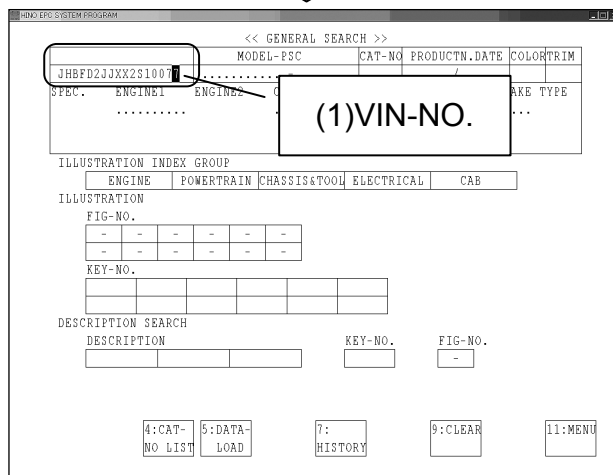 HINO EPC SYSTEM PROGRAM
<< GENERAL SEARCH >>
MODEL-PSC CAT-NO PRODUCTN.DATE COLOR TRIM
JHBFD2JJXX2S10077 ..........- /
SPEC. ENGINE1 ENGINE2 AKE TYPE
.......... ...
(1)VIN-NO.
ILLUSTRATION INDEX GROUP
ENGINE POWERTRAIN CHASSIS&TOOL ELECTRICAL CAB
ILLUSTRATION
FIG-NO.
- - - - - -
- - - - - -
KEY-NO.
DESCRIPTION SEARCH
DESCRIPTION KEY-NO. FIG-NO.
-
4:CAT- 5:DATA- 7: 9:CLEAR 11:MENU
NO LIST LOAD HISTORY